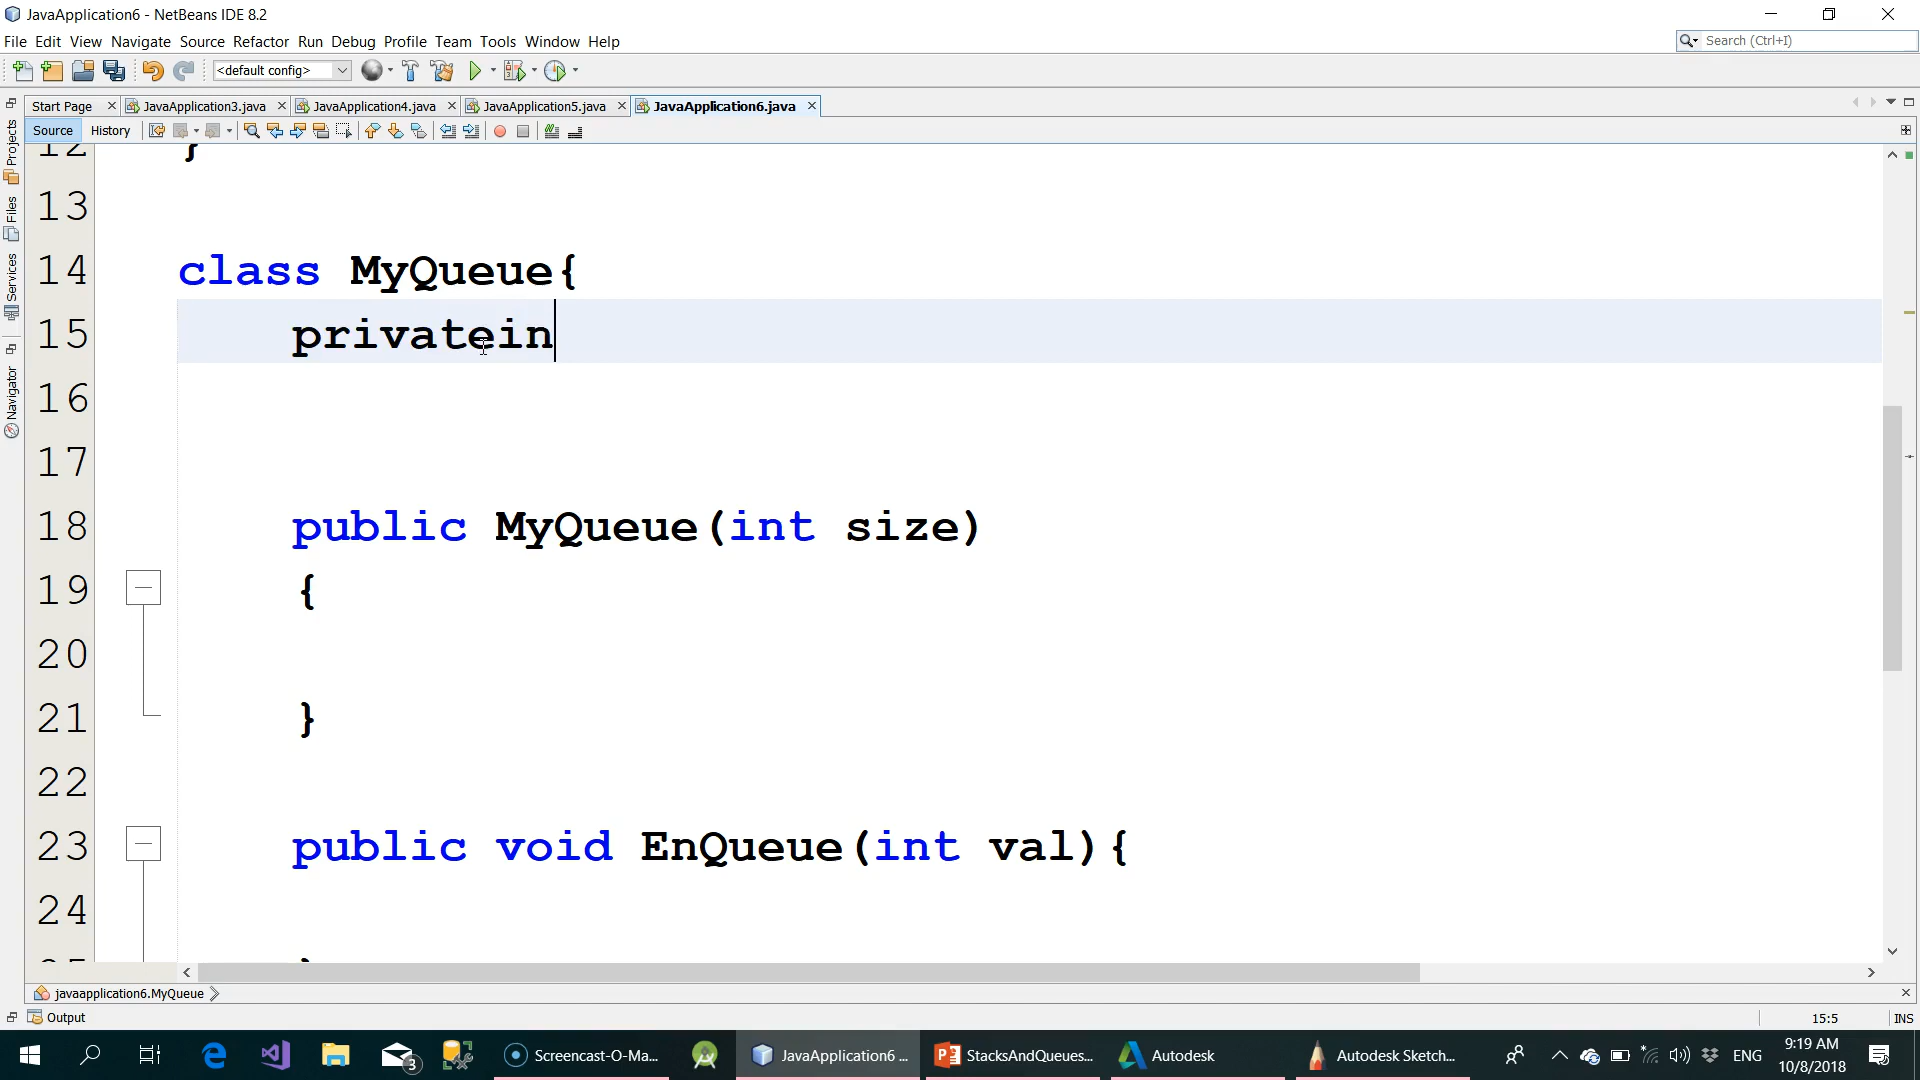 JavaApplication6 - NetBeans IDE 8.2
File Edit View Navigate Source Refactor Run Debug Profile Team Tools Window Help
Search (Ctrl+I)
<default config>
Start Page JavaApplication3.java JavaApplication4.java JavaApplication5.java JavaApplication6.java
Source History
Projects
Files
Services
Navigator
12 }
13
14 class MyQueue{
15 privatein
16
17
18 public MyQueue(int size)
19 {
20
21 }
22
23 public void EnQueue(int val){
24
javaapplication6.MyQueue
Output
15:5 INS
3 Screencast-O-Ma... JavaApplication6 ... StacksAndQueues... Autodesk Autodesk Sketch... ENG 9:19 AM
10/8/2018